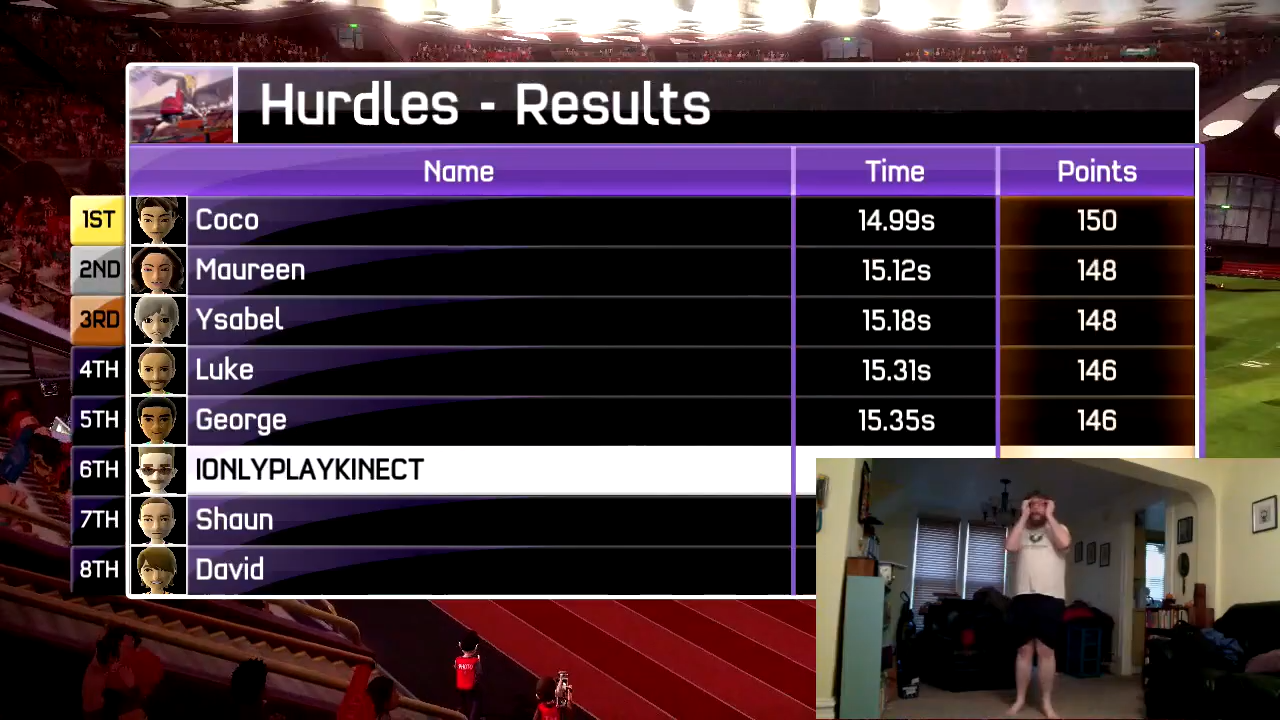 Hurdles - Results
Name Time Points
1ST Coco 14.99s 150
2ND Maureen 15.12s 148
3RD Ysabel 15.18s 148
4TH Luke 15.31s 146
5TH George 15.35s 146
6TH IONLYPLAYKINECT
7TH Shaun
8TH David
PHOTO